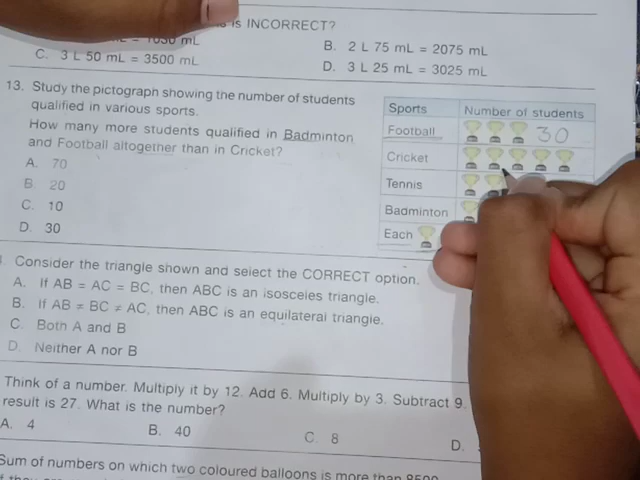 is INCORRECT?
1050 mL
B. 2 L 75 mL = 2075 mL
C. 3 L 50 mL = 3500 mL
D. 3 L 25 mL = 3025 mL
13. Study the pictograph showing the number of students
qualified in various sports.
How many more students qualified in Badminton
and Football altogether than in Cricket?
A. 70
B. 20
C. 10
D. 30
Sports Number of students
Football 30
Cricket
Tennis
Badminton
Each
Consider the triangle shown and select the CORRECT option.
A. If AB = AC = BC, then ABC is an isosceles triangle.
B. If AB ≠ BC ≠ AC, then ABC is an equilateral triangle.
C. Both A and B
D. Neither A nor B
Think of a number. Multiply it by 12. Add 6. Multiply by 3. Subtract 9.
result is 27. What is the number?
A. 4
B. 40
C. 8
D.
Sum of numbers on which two coloured balloons is more than 8500